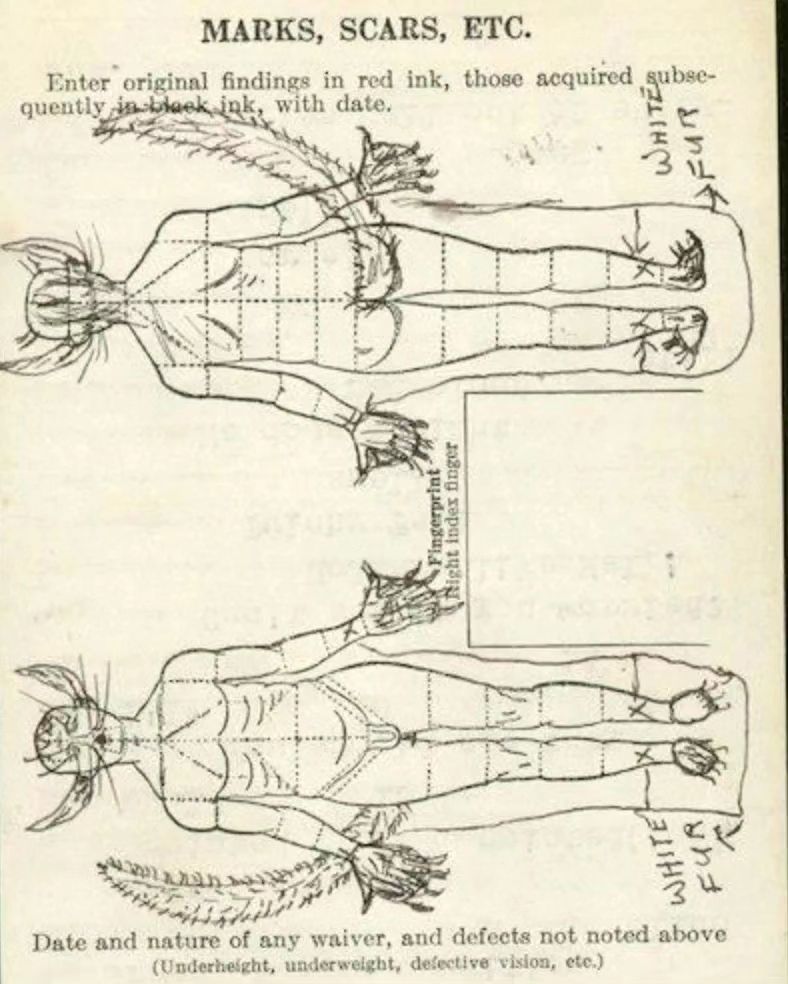 MARKS, SCARS, ETC.
Enter original findings in red ink, those acquired subse-
quently in black ink, with date.
WHITE
FUR
Fingerprint
Right index finger
WHITE
FUR
Date and nature of any waiver, and defects not noted above
(Underheight, underweight, defective vision, etc.)